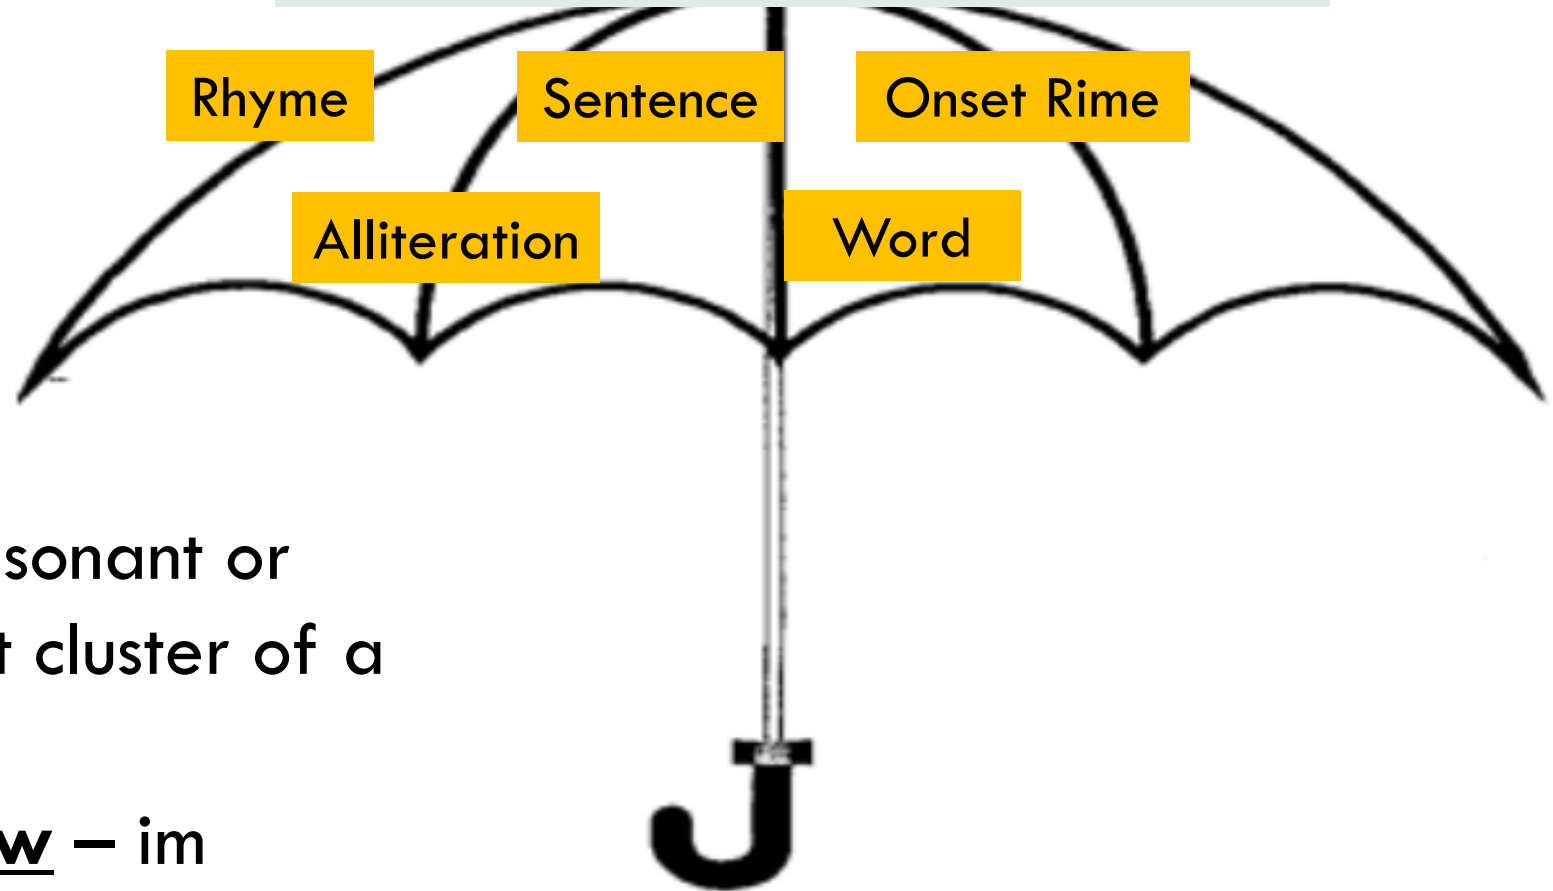 Rhyme Sentence Onset Rime
Alliteration Word
sonant or
t cluster of a
w – im